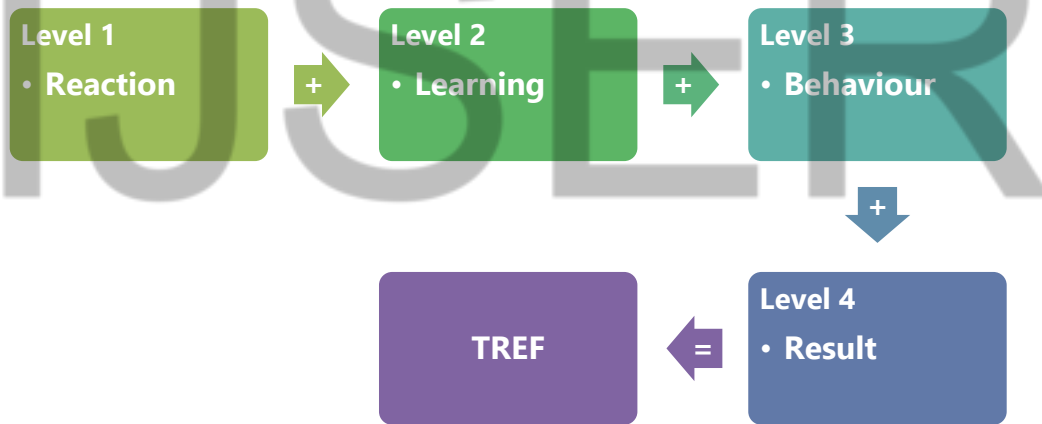 IJSER
Level 1
• Reaction
+
Level 2
• Learning
+
Level 3
• Behaviour
+
Level 4
• Result
=
TREF